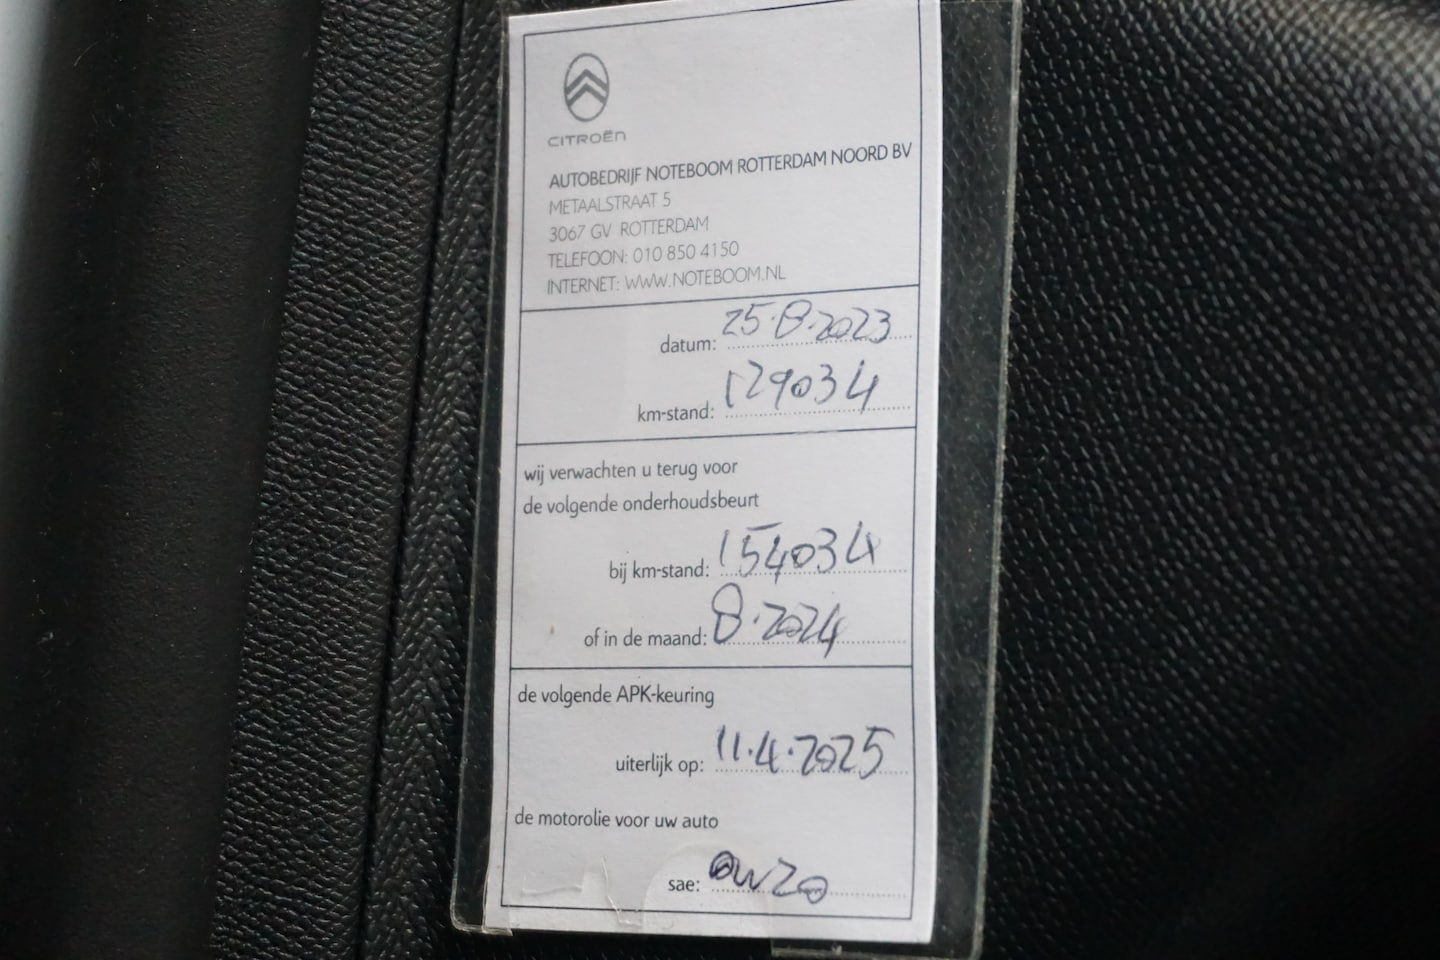 CITROËN
AUTOBEDRIJF NOTEBOOM ROTTERDAM NOORD BV
METAALSTRAAT 5
3067 GV ROTTERDAM
TELEFOON: 010 850 4150
INTERNET: WWW.NOTEBOOM.NL
datum: 25.8.2023
km-stand: 129034
wij verwachten u terug voor
de volgende onderhoudsbeurt
bij km-stand: 154034
of in de maand: 8.2024
de volgende APK-keuring
uiterlijk op: 11.4.2025
de motorolie voor uw auto
sae: 0W20